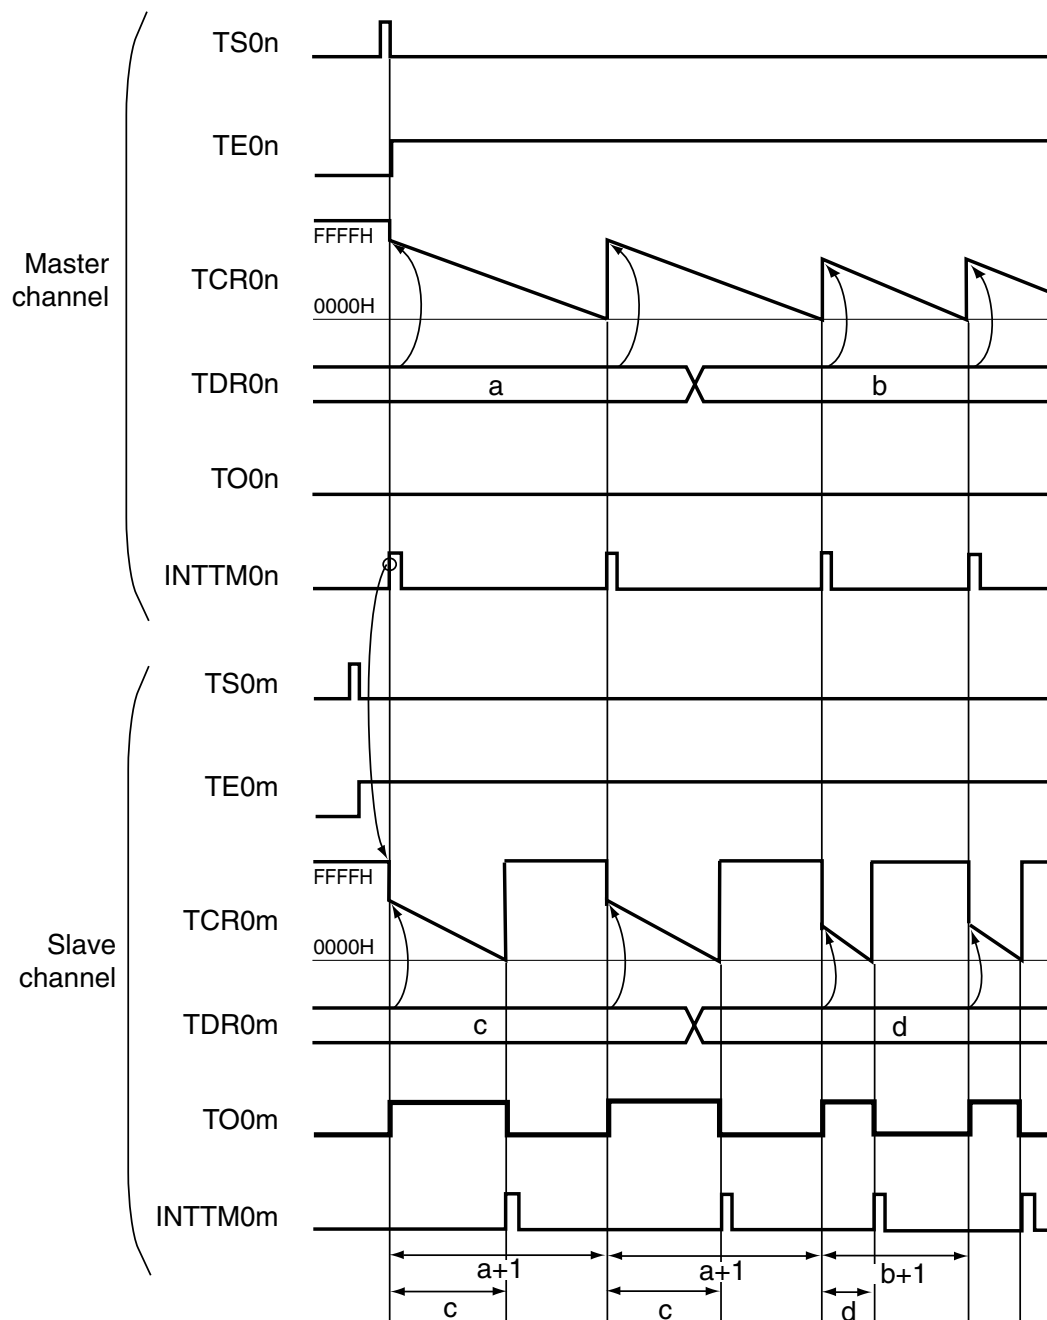 TS0n
TE0n
FFFFH
Master
channel
TCR0n
0000H
TDR0n
a
b
TO0n
INTTM0n
TS0m
TE0m
FFFFH
TCR0m
0000H
Slave
channel
TDR0m
c
d
TO0m
INTTM0m
a+1
a+1
b+1
c
c
d